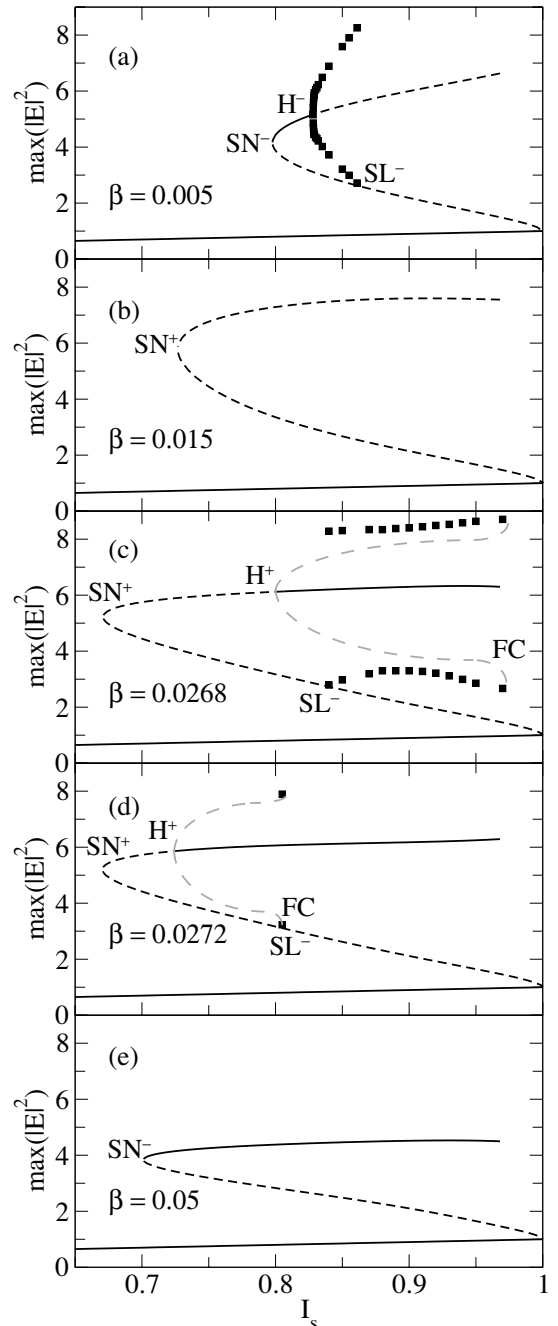 8
6
4
2
0
max(|E|²)
(a)
H⁻
SN⁻
SL⁻
β = 0.005
8
6
4
2
0
max(|E|²)
(b)
SN⁺
β = 0.015
8
6
4
2
0
max(|E|²)
(c)
H⁺
SN⁺
FC
SL⁻
β = 0.0268
8
6
4
2
0
max(|E|²)
(d)
H⁺
SN⁺
FC
SL⁻
β = 0.0272
8
6
4
2
0
max(|E|²)
(e)
SN⁻
β = 0.05
0.7 0.8 0.9 1
Iₛ